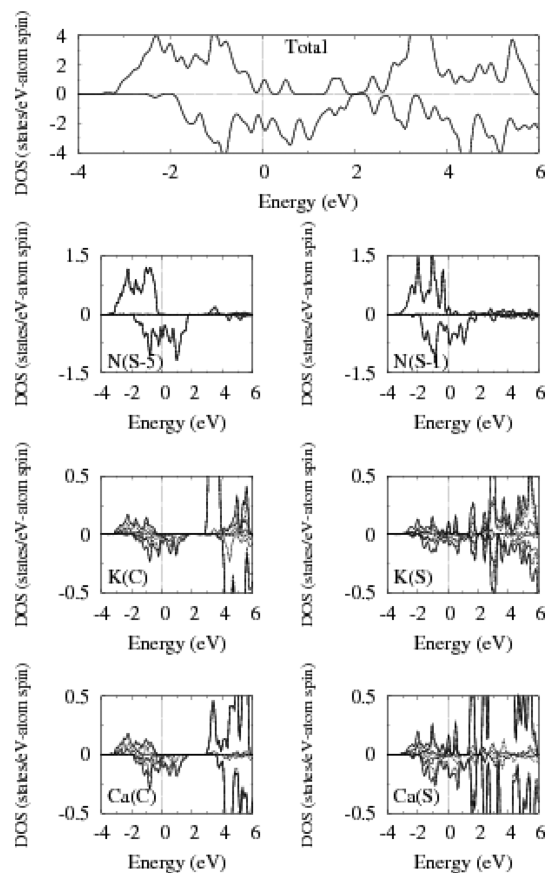 DOS (states/eV-atom spin)
4
2
0
-2
-4
Total
-4 -2 0 2 4 6
Energy (eV)
DOS (states/eV-atom spin)
1.5
0
-1.5
N(S-5)
-4 -2 0 2 4 6
Energy (eV)
DOS (states/eV-atom spin)
1.5
0
-1.5
N(S-1)
-4 -2 0 2 4 6
Energy (eV)
DOS (states/eV-atom spin)
0.5
0
-0.5
K(C)
-4 -2 0 2 4 6
Energy (eV)
DOS (states/eV-atom spin)
0.5
0
-0.5
K(S)
-4 -2 0 2 4 6
Energy (eV)
DOS (states/eV-atom spin)
0.5
0
-0.5
Ca(C)
-4 -2 0 2 4 6
Energy (eV)
DOS (states/eV-atom spin)
0.5
0
-0.5
Ca(S)
-4 -2 0 2 4 6
Energy (eV)